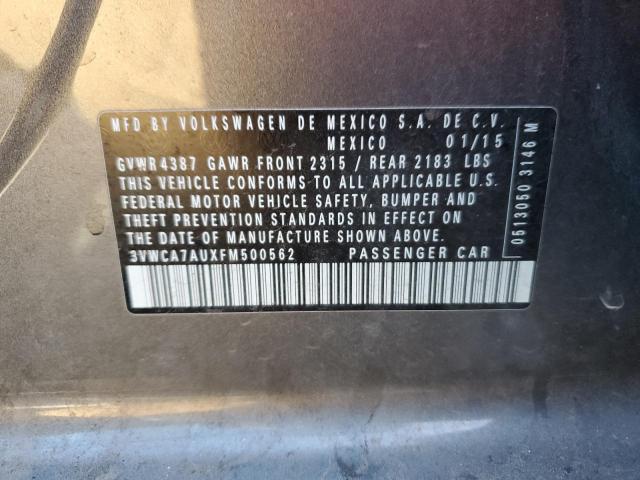 MFD BY VOLKSWAGEN DE MEXICO S.A. DE C.V.
MEXICO 01/15
GVWR 4387 GAWR FRONT 2315 / REAR 2183 LBS
THIS VEHICLE CONFORMS TO ALL APPLICABLE U.S.
FEDERAL MOTOR VEHICLE SAFETY, BUMPER AND
THEFT PREVENTION STANDARDS IN EFFECT ON
THE DATE OF MANUFACTURE SHOWN ABOVE.
3VWCA7AUXFM500562 PASSENGER CAR
0513050 3146 M